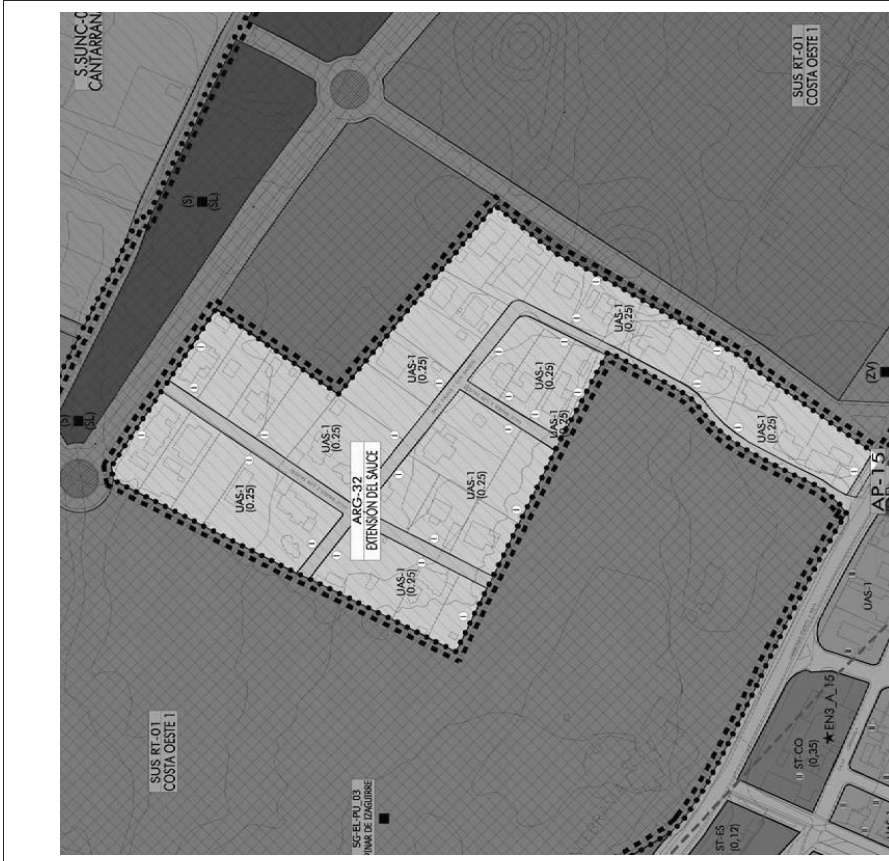 S.SUNC-0
CANTARRAN
SUS RT-01
COSTA OESTE 1
(S)
(SL)
(S)
(SL)
UAS-1
(0.25)
UAS-1
(0.25)
UAS-1
(0.25)
UAS-1
(0.25)
UAS-1
(0.25)
UAS-1
(0.25)
UAS-1
(0.25)
ARG-32
EXTENSIÓN DEL SAUCE
UAS-1
(0.25)
UAS-1
(0.25)
(ZV)
AP-15
UAS-1
SUS RT-01
COSTA OESTE 1
SG-EL-PU_03
PINAR DE IZAGUIRRE
ST-CO
(0,35)
EN3_A_15
ST-ES
(0,12)